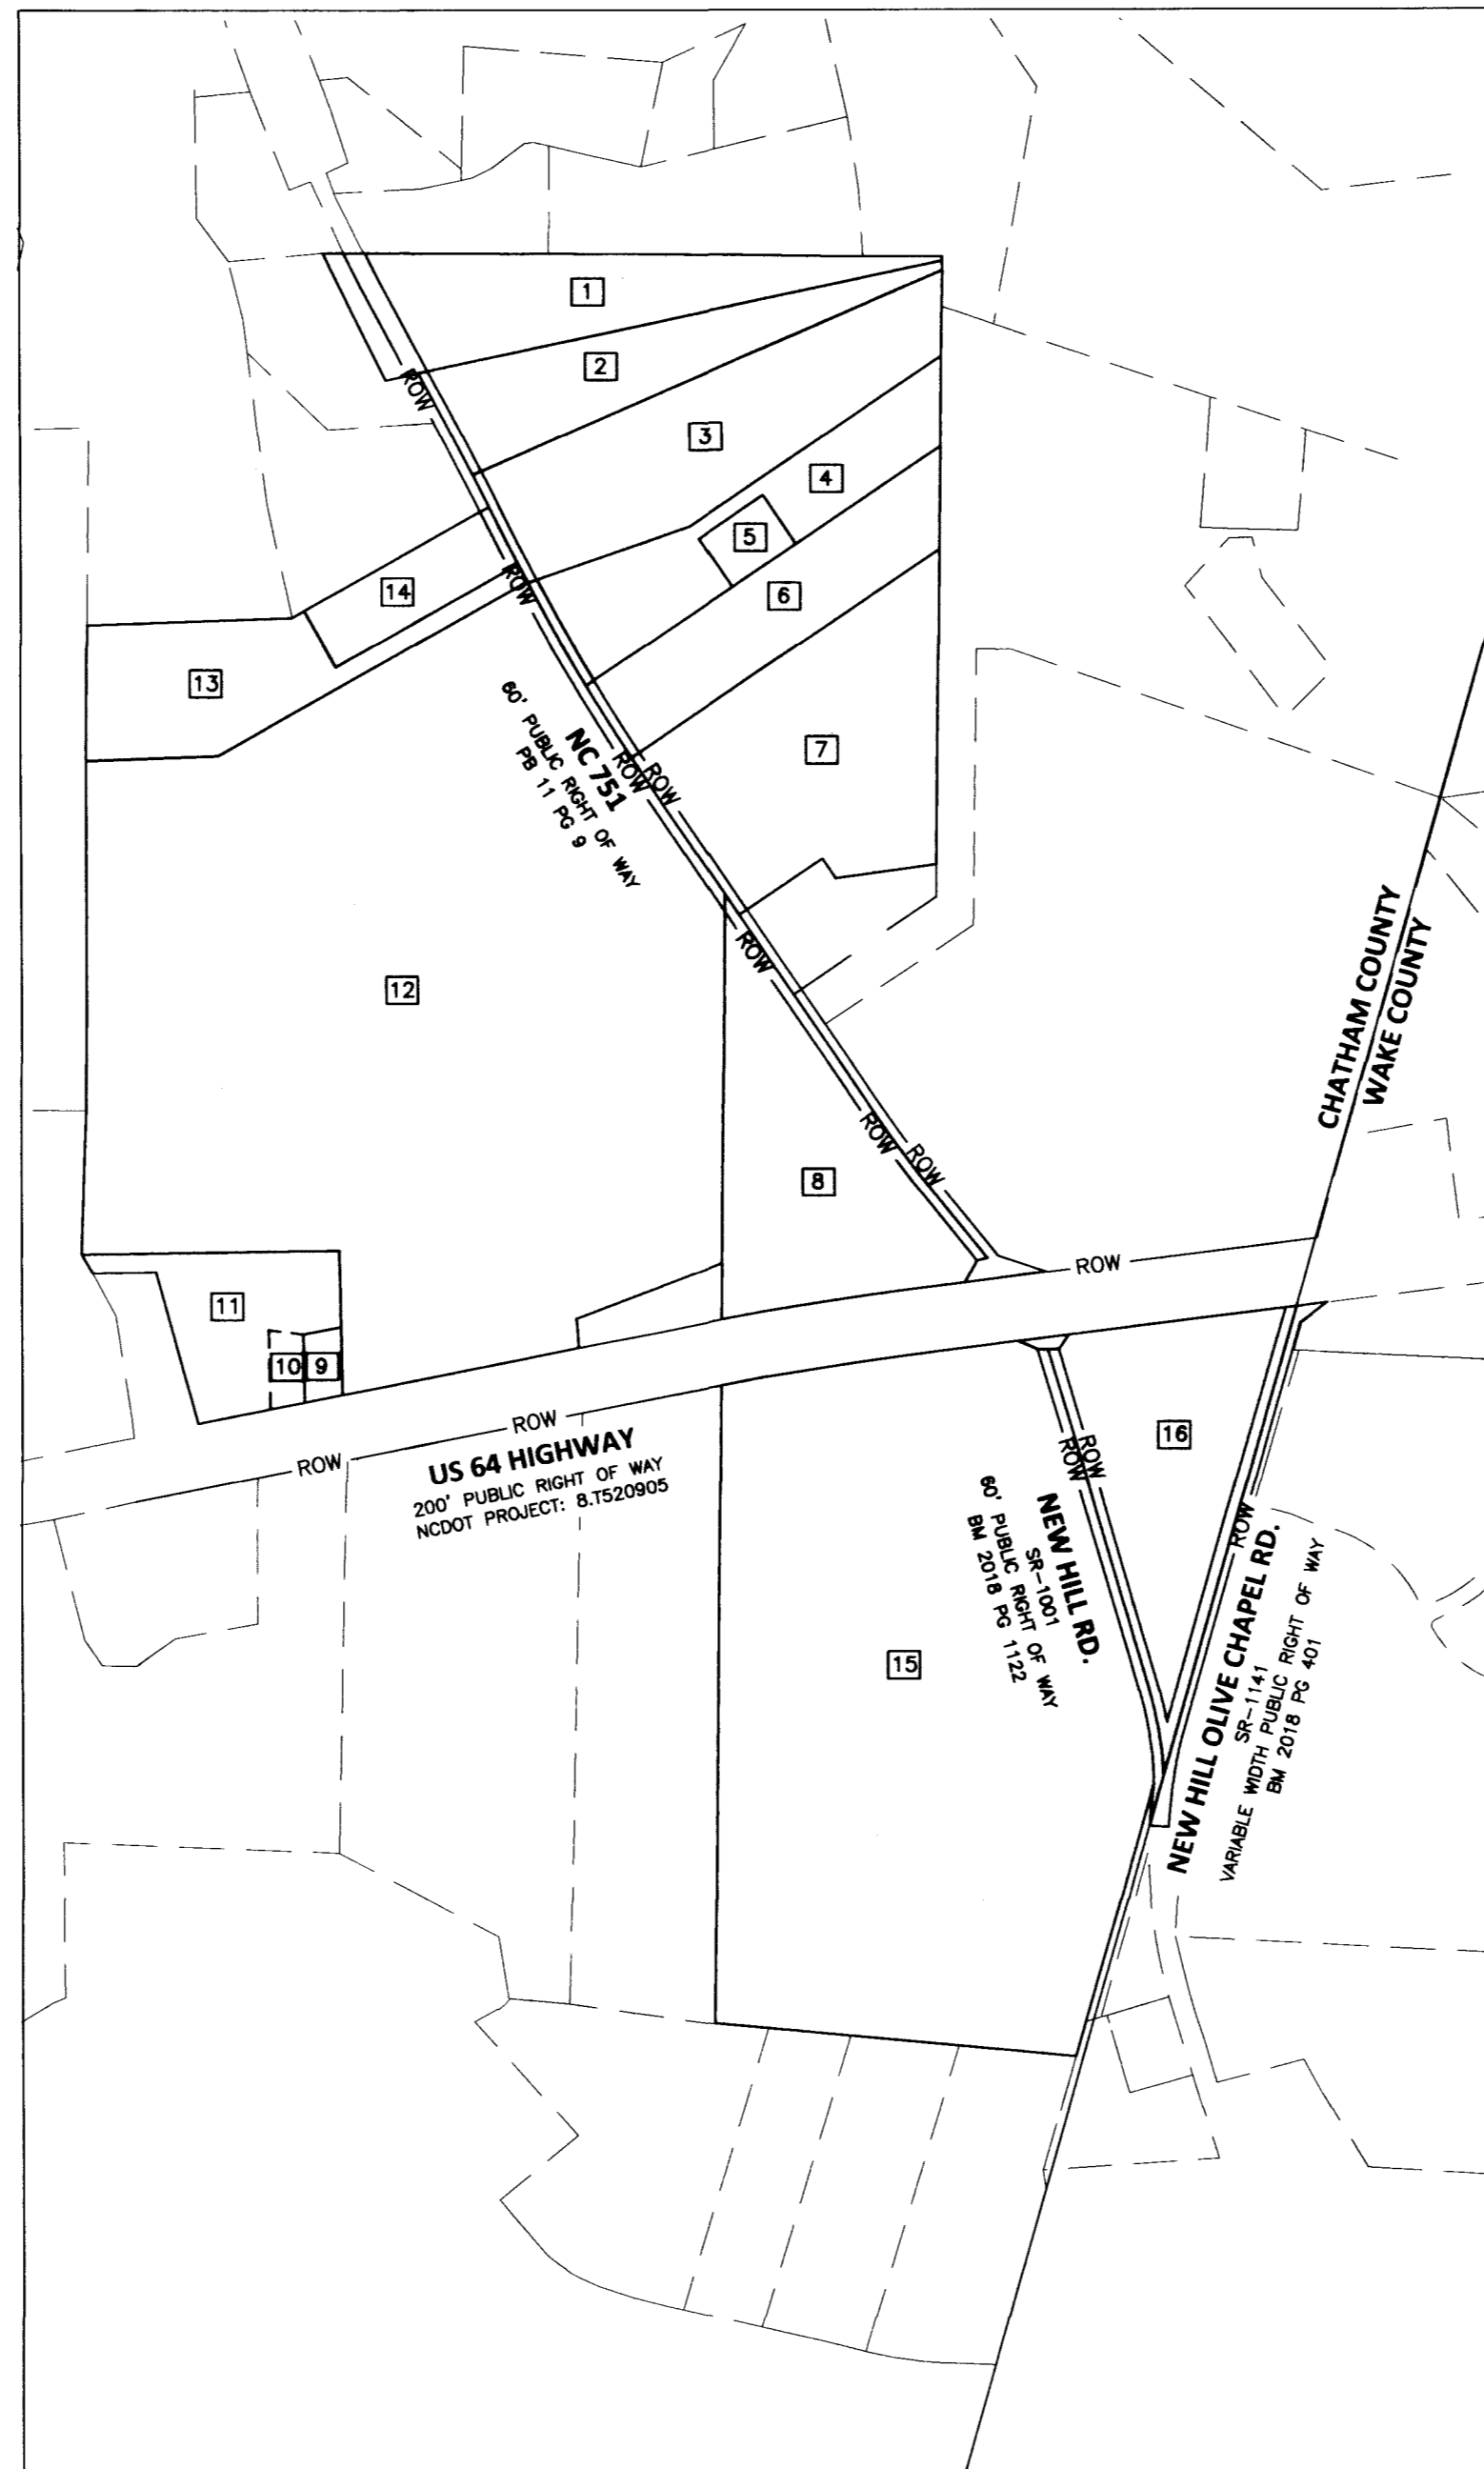 1
ROW
2
3
4
5
14
ROW
6
13
NC 751
60' PUBLIC RIGHT OF WAY
PB 11 PG 9
ROW
ROW
7
ROW
12
CHATHAM COUNTY
WAKE COUNTY
ROW
ROW
8
ROW
11
10
9
ROW
ROW
US 64 HIGHWAY
200' PUBLIC RIGHT OF WAY
NCDOT PROJECT: 8.T520905
16
ROW
ROW
NEW HILL RD.
SR-1001
60' PUBLIC RIGHT OF WAY
BM 2018 PG 1122
ROW
15
NEW HILL OLIVE CHAPEL RD.
SR-1141
VARIABLE WIDTH PUBLIC RIGHT OF WAY
BM 2018 PG 401